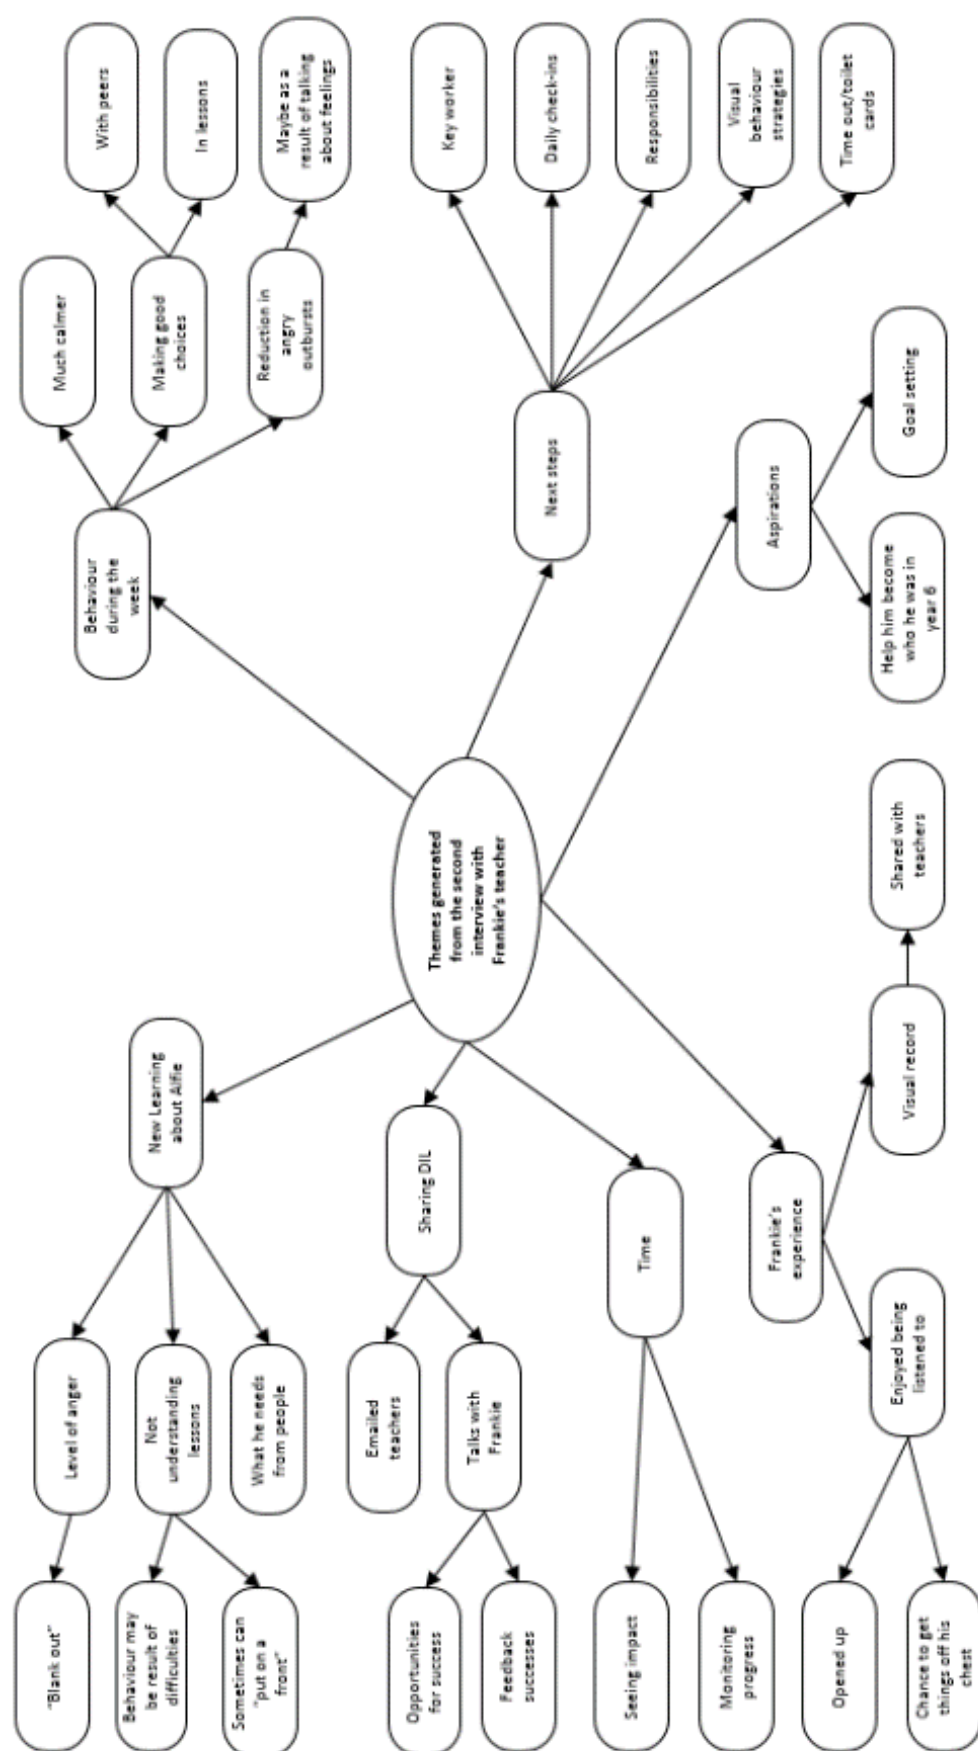 Themes generated
from the second
interview with
Frankie's teacher
New Learning
about Alfie
Level of anger
"Blank out"
Not
understanding
lessons
Behaviour may
be result of
difficulties
Sometimes can
"put on a
front"
What he needs
from people
Sharing DIL
Emailed
teachers
Talks with
Frankie
Opportunities
for success
Feedback
successes
Time
Seeing impact
Monitoring
progress
Frankie's
experience
Enjoyed being
listened to
Opened up
Chance to get
things off his
chest
Visual record
Shared with
teachers
Behaviour
during the
week
Much calmer
Making good
choices
With peers
In lessons
Reduction in
angry
outbursts
Maybe as a
result of talking
about feelings
Next steps
Key worker
Daily check-ins
Responsibilities
Visual
behaviour
strategies
Time out/toilet
cards
Aspirations
Help him become
who he was in
year 6
Goal setting